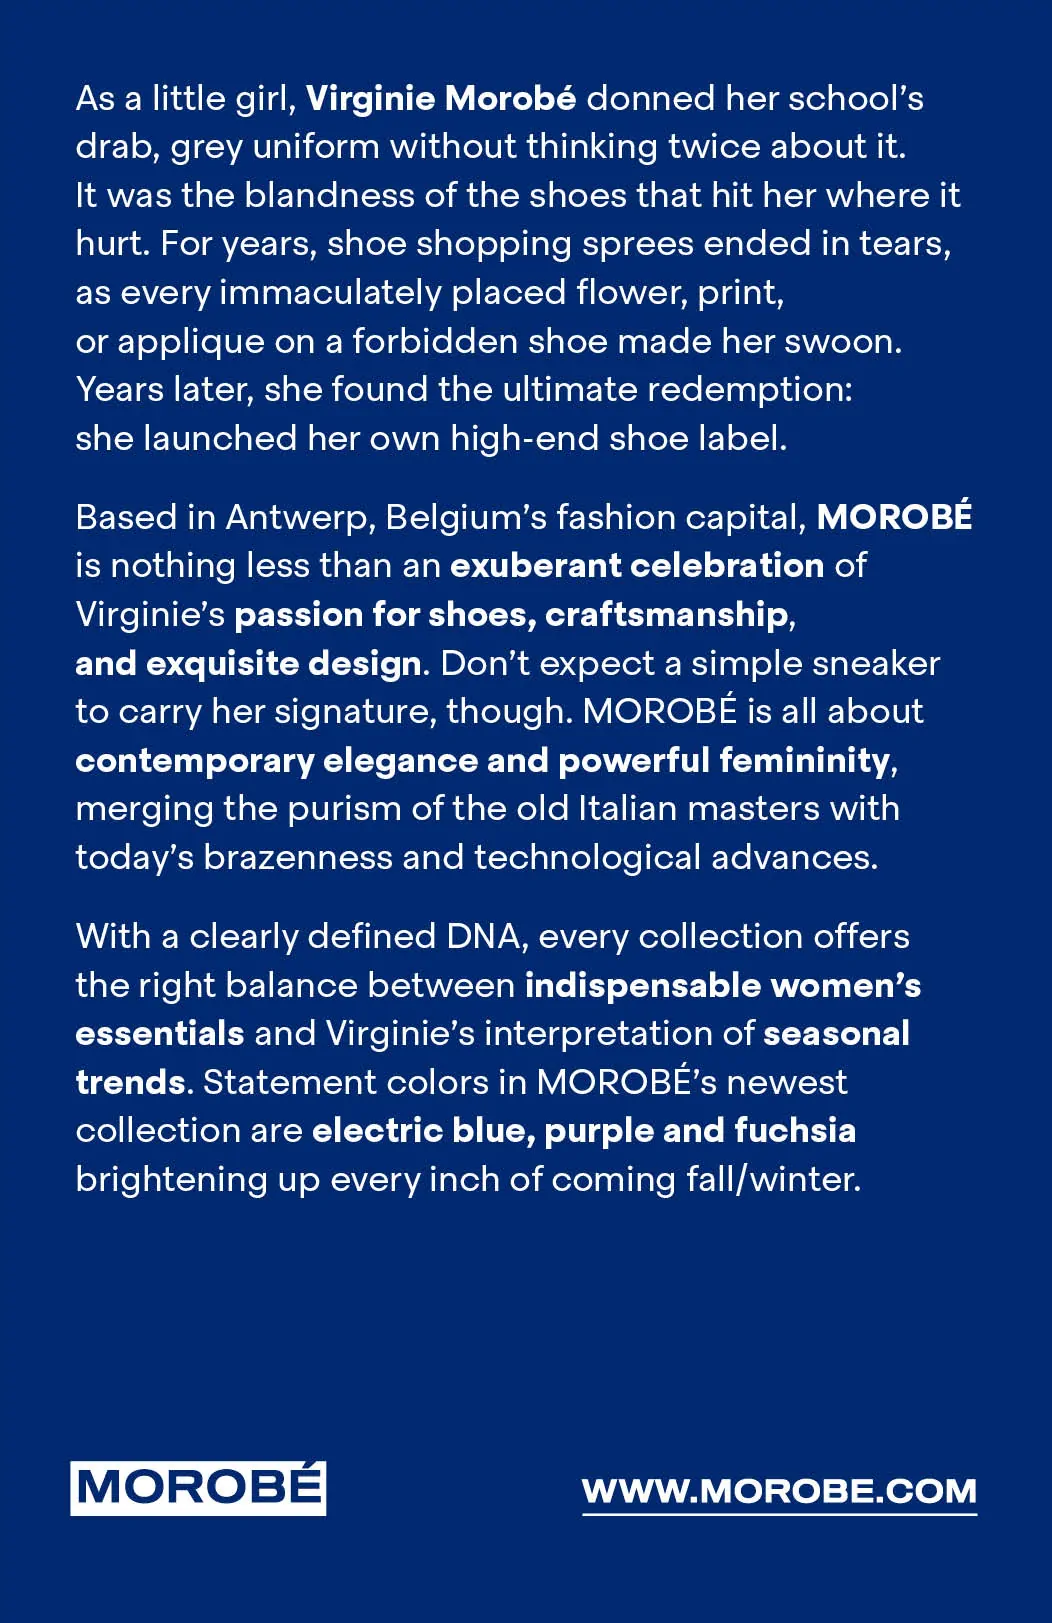 As a little girl, Virginie Morobé donned her school’s
drab, grey uniform without thinking twice about it.
It was the blandness of the shoes that hit her where it
hurt. For years, shoe shopping sprees ended in tears,
as every immaculately placed flower, print,
or applique on a forbidden shoe made her swoon.
Years later, she found the ultimate redemption:
she launched her own high-end shoe label.
Based in Antwerp, Belgium’s fashion capital, MOROBÉ
is nothing less than an exuberant celebration of
Virginie’s passion for shoes, craftsmanship,
and exquisite design. Don’t expect a simple sneaker
to carry her signature, though. MOROBÉ is all about
contemporary elegance and powerful femininity,
merging the purism of the old Italian masters with
today’s brazenness and technological advances.
With a clearly defined DNA, every collection offers
the right balance between indispensable women’s
essentials and Virginie’s interpretation of seasonal
trends. Statement colors in MOROBÉ’s newest
collection are electric blue, purple and fuchsia
brightening up every inch of coming fall/winter.
MOROBÉ
WWW.MOROBE.COM